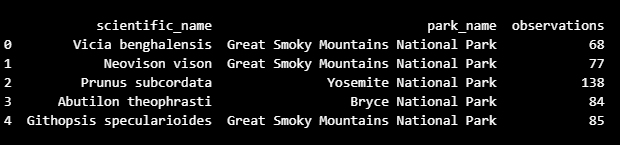 scientific_name park_name observations
0 Vicia benghalensis Great Smoky Mountains National Park 68
1 Neovison vison Great Smoky Mountains National Park 77
2 Prunus subcordata Yosemite National Park 138
3 Abutilon theophrasti Bryce National Park 84
4 Githopsis specularioides Great Smoky Mountains National Park 85